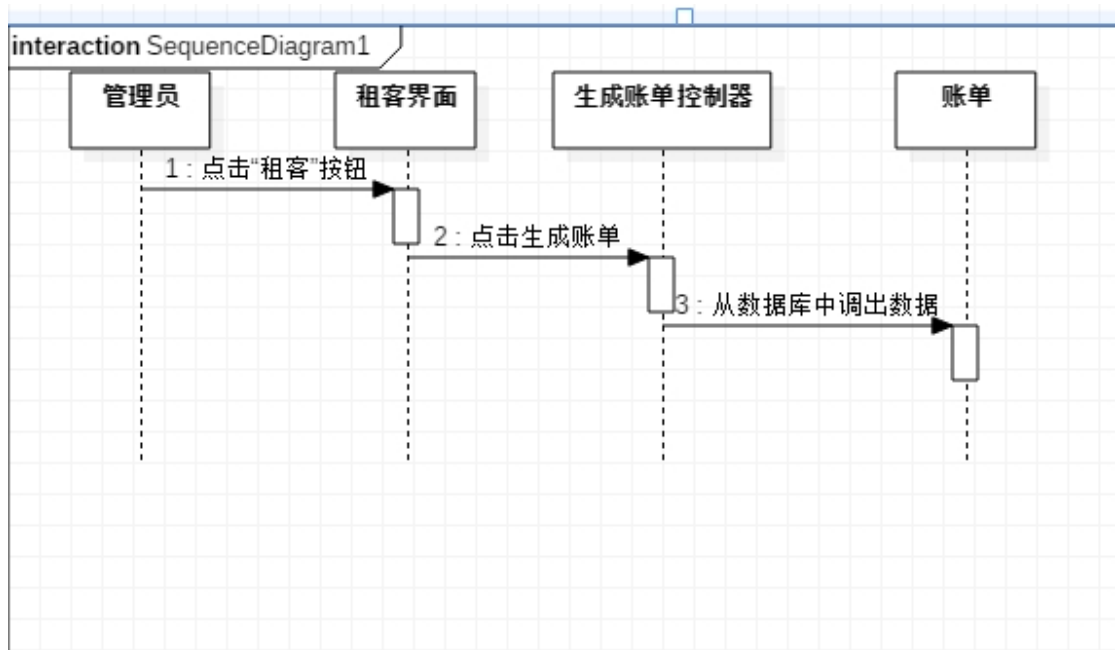 interaction SequenceDiagram1
管理员
租客界面
生成账单控制器
账单
1 : 点击“租客”按钮
2 : 点击生成账单
3 : 从数据库中调出数据